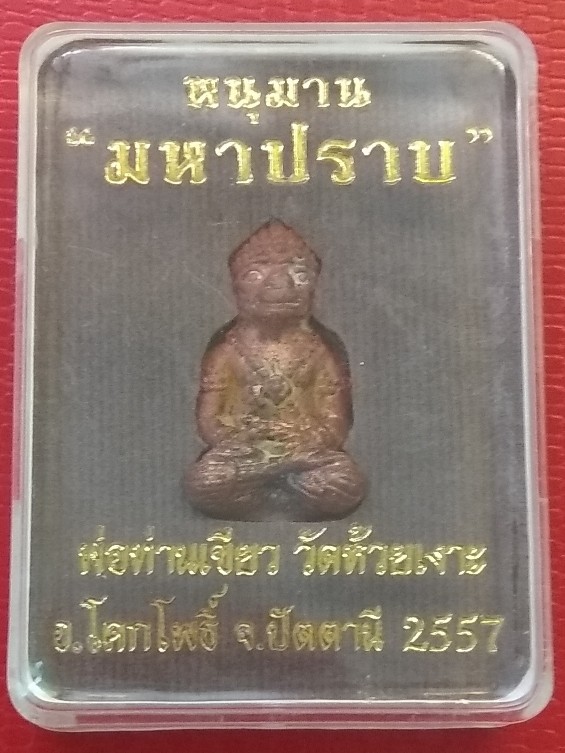 หนุมาน
“มหาปราบ”
พ่อท่านเขียว วัดห้วยเงาะ
อ.โคกโพธิ์ จ.ปัตตานี 2557